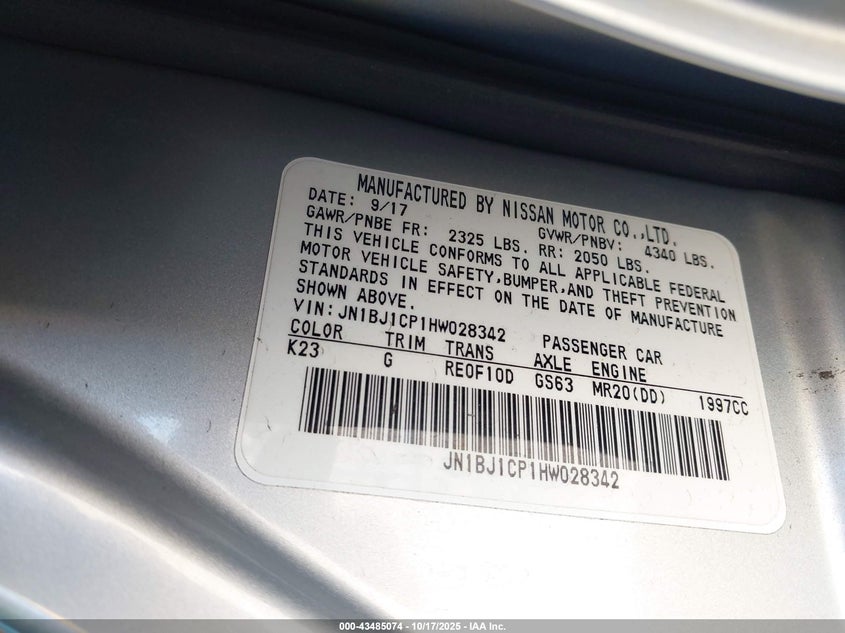 MANUFACTURED BY NISSAN MOTOR CO.,LTD.
DATE: 9/17 GVWR/PNBV: 4340 LBS.
GAWR/PNBE FR: 2325 LBS. RR: 2050 LBS.
THIS VEHICLE CONFORMS TO ALL APPLICABLE FEDERAL
MOTOR VEHICLE SAFETY,BUMPER,AND THEFT PREVENTION
STANDARDS IN EFFECT ON THE DATE OF MANUFACTURE
SHOWN ABOVE.
VIN:JN1BJ1CP1HW028342 PASSENGER CAR
COLOR TRIM TRANS AXLE ENGINE
K23 G RE0F10D GS63 MR20(DD) 1997CC
JN1BJ1CP1HW028342
000-43485074 - 10/17/2025 - IAA Inc.